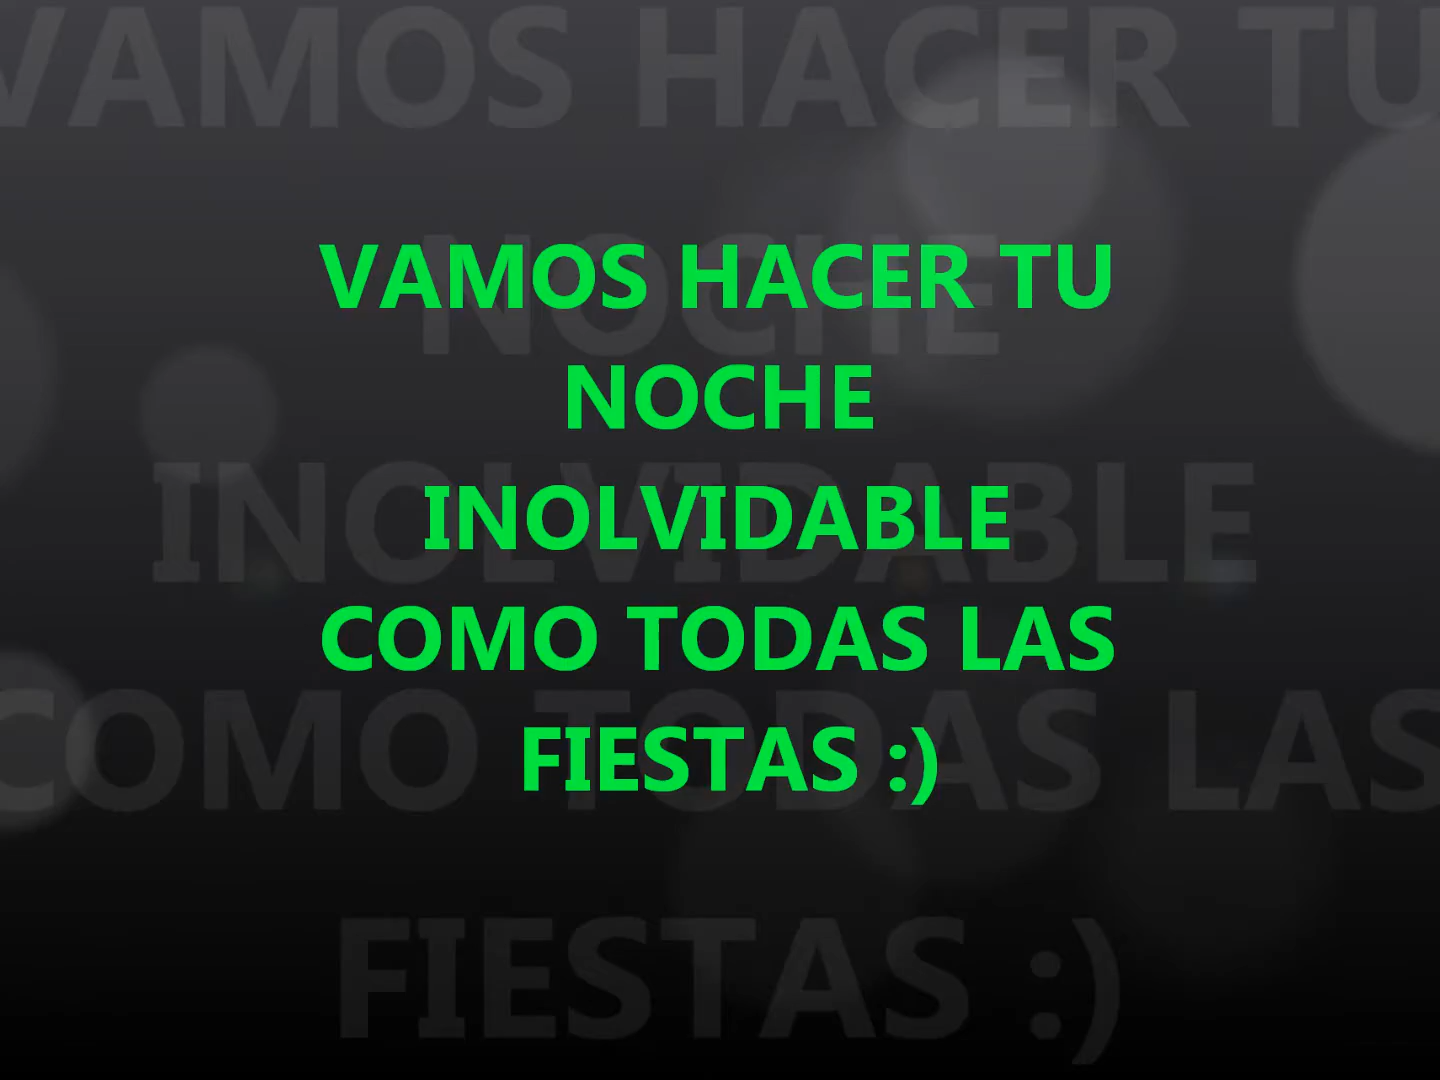 VAMOS HACER TU
NOCHE
INOLVIDABLE
COMO TODAS LAS
FIESTAS :)